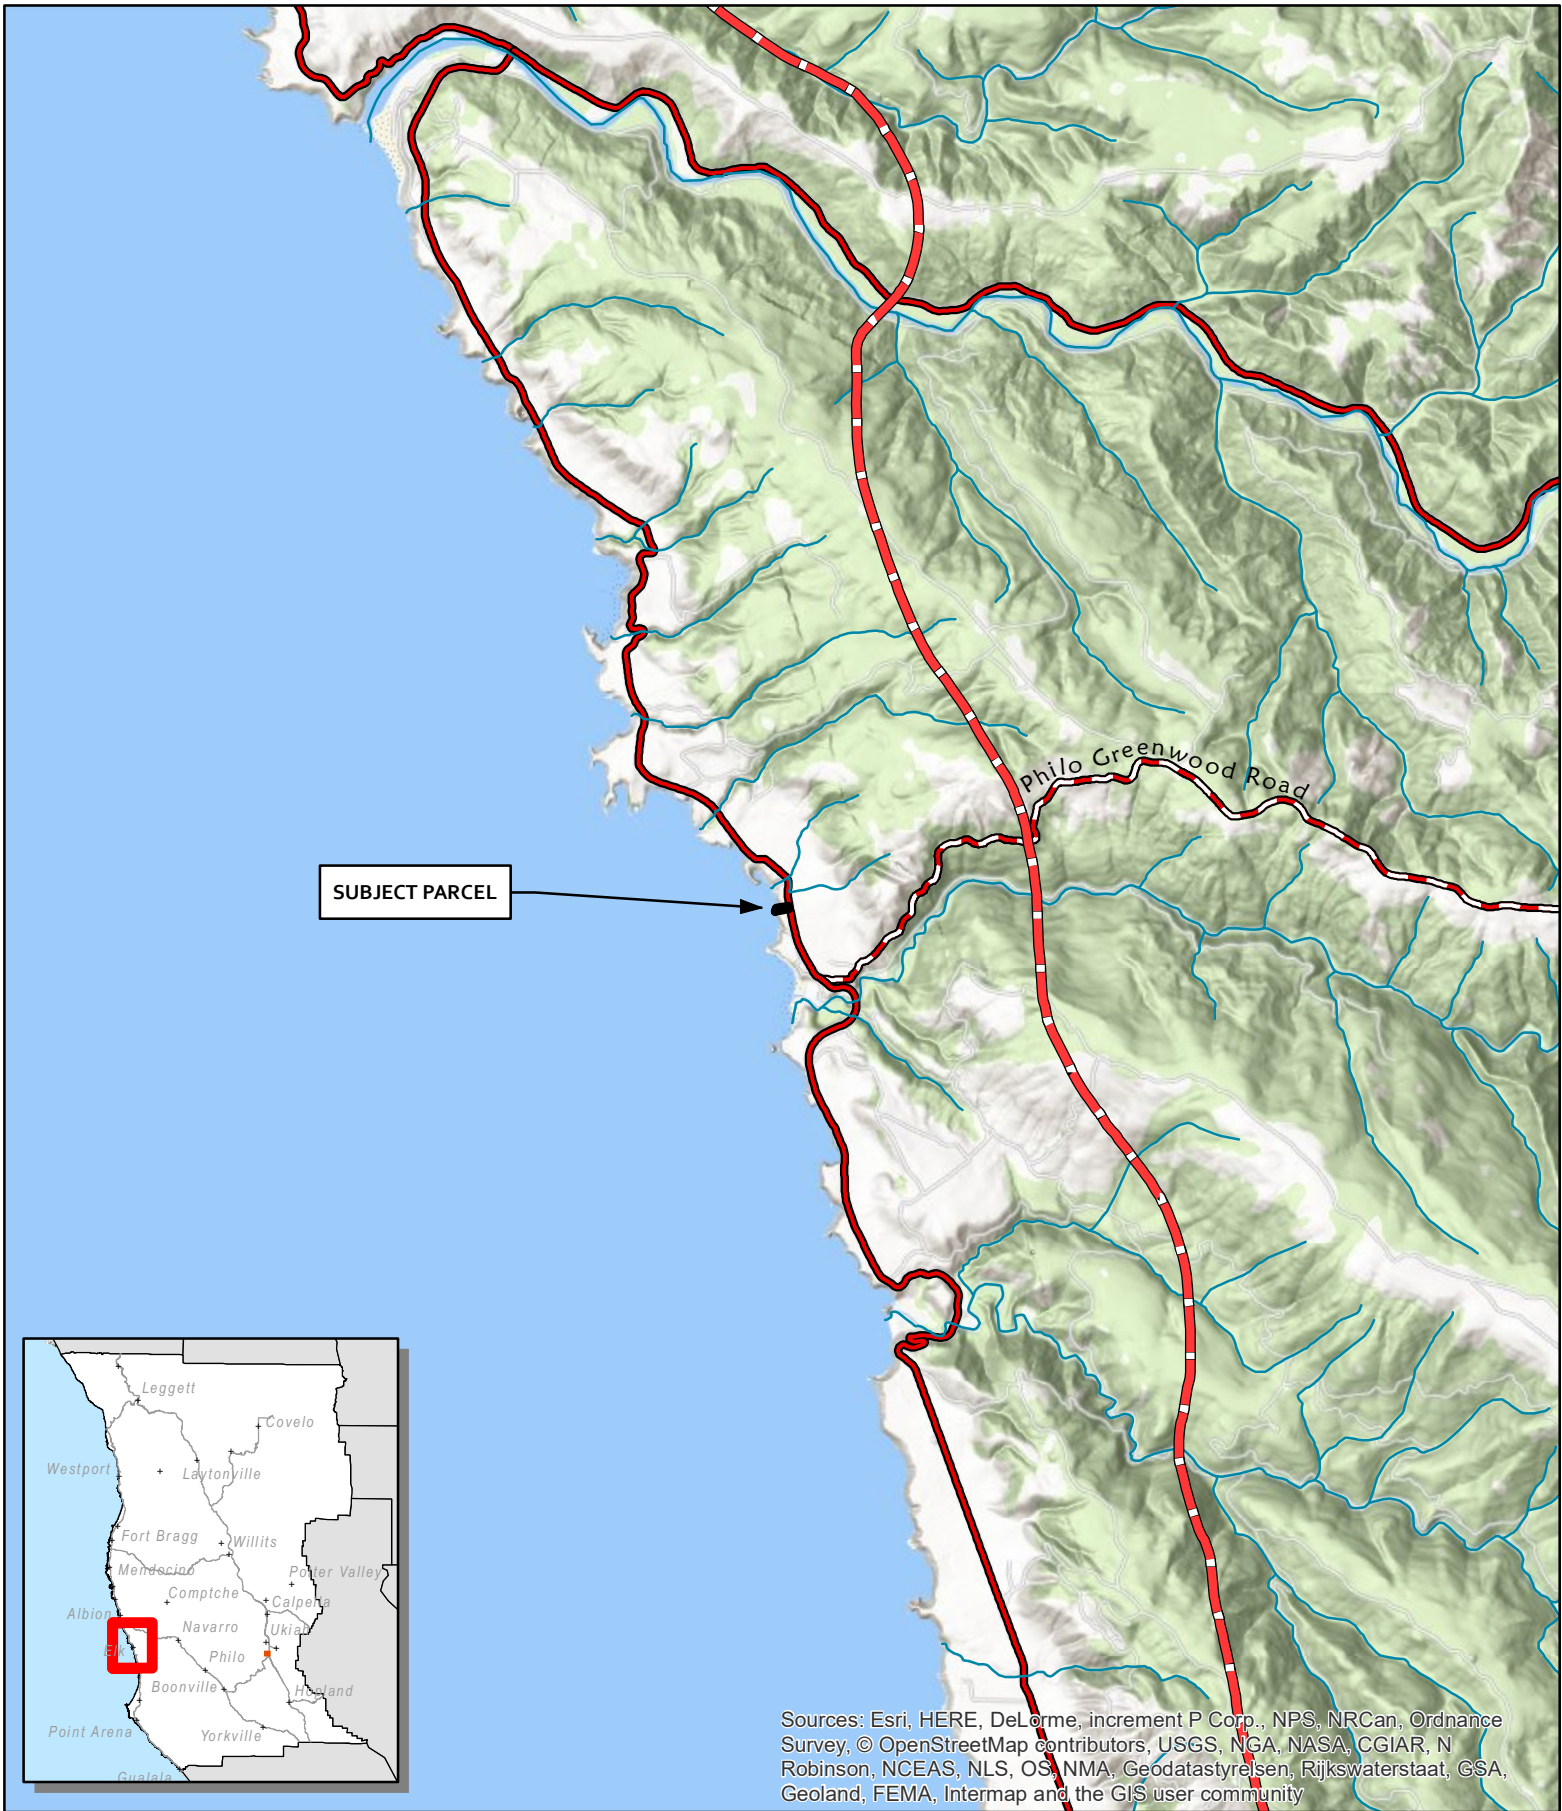 Philo Greenwood Road
SUBJECT PARCEL
Leggett
Covelo
Westport
Laytonville
Fort Bragg
Willits
Mendocino
Potter Valley
Comptche
Calpella
Albion
Navarro
Ukiah
Elk
Philo
Boonville
Hopland
Point Arena
Yorkville
Gualala
Sources: Esri, HERE, DeLorme, increment P Corp., NPS, NRCan, Ordnance
Survey, © OpenStreetMap contributors, USGS, NGA, NASA, CGIAR, N
Robinson, NCEAS, NLS, OS, NMA, Geodatastyrelsen, Rijkswaterstaat, GSA,
Geoland, FEMA, Intermap and the GIS user community